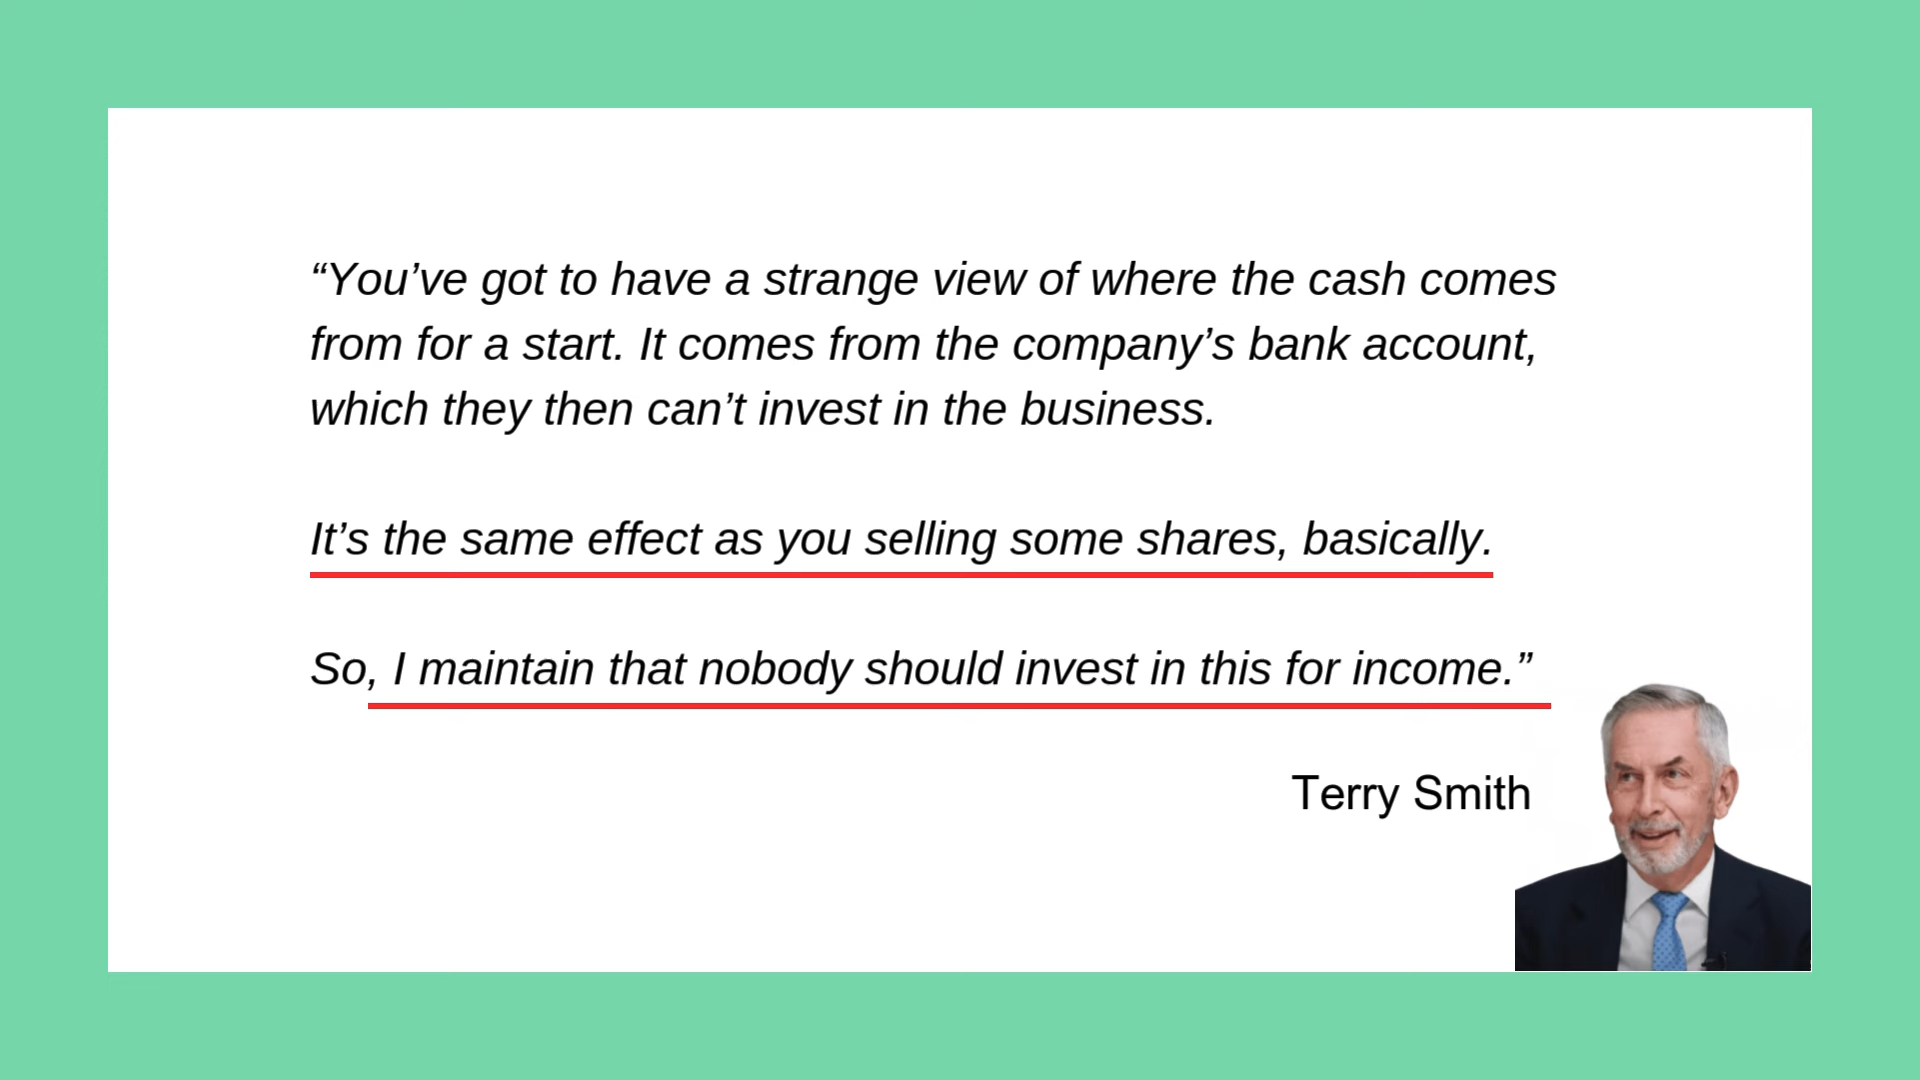 “You’ve got to have a strange view of where the cash comes
from for a start. It comes from the company’s bank account,
which they then can’t invest in the business.
It’s the same effect as you selling some shares, basically.
So, I maintain that nobody should invest in this for income.”
Terry Smith